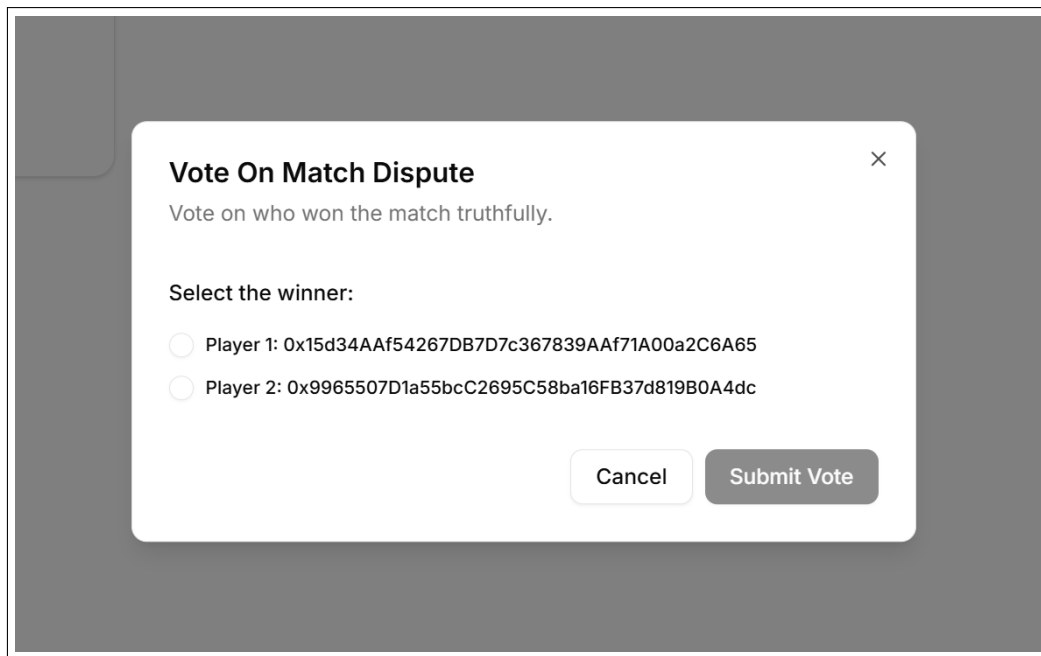 Vote On Match Dispute
Vote on who won the match truthfully.
Select the winner:
Player 1: 0x15d34AAf54267DB7D7c367839AAf71A00a2C6A65
Player 2: 0x9965507D1a55bcC2695C58ba16FB37d819B0A4dc
Cancel
Submit Vote